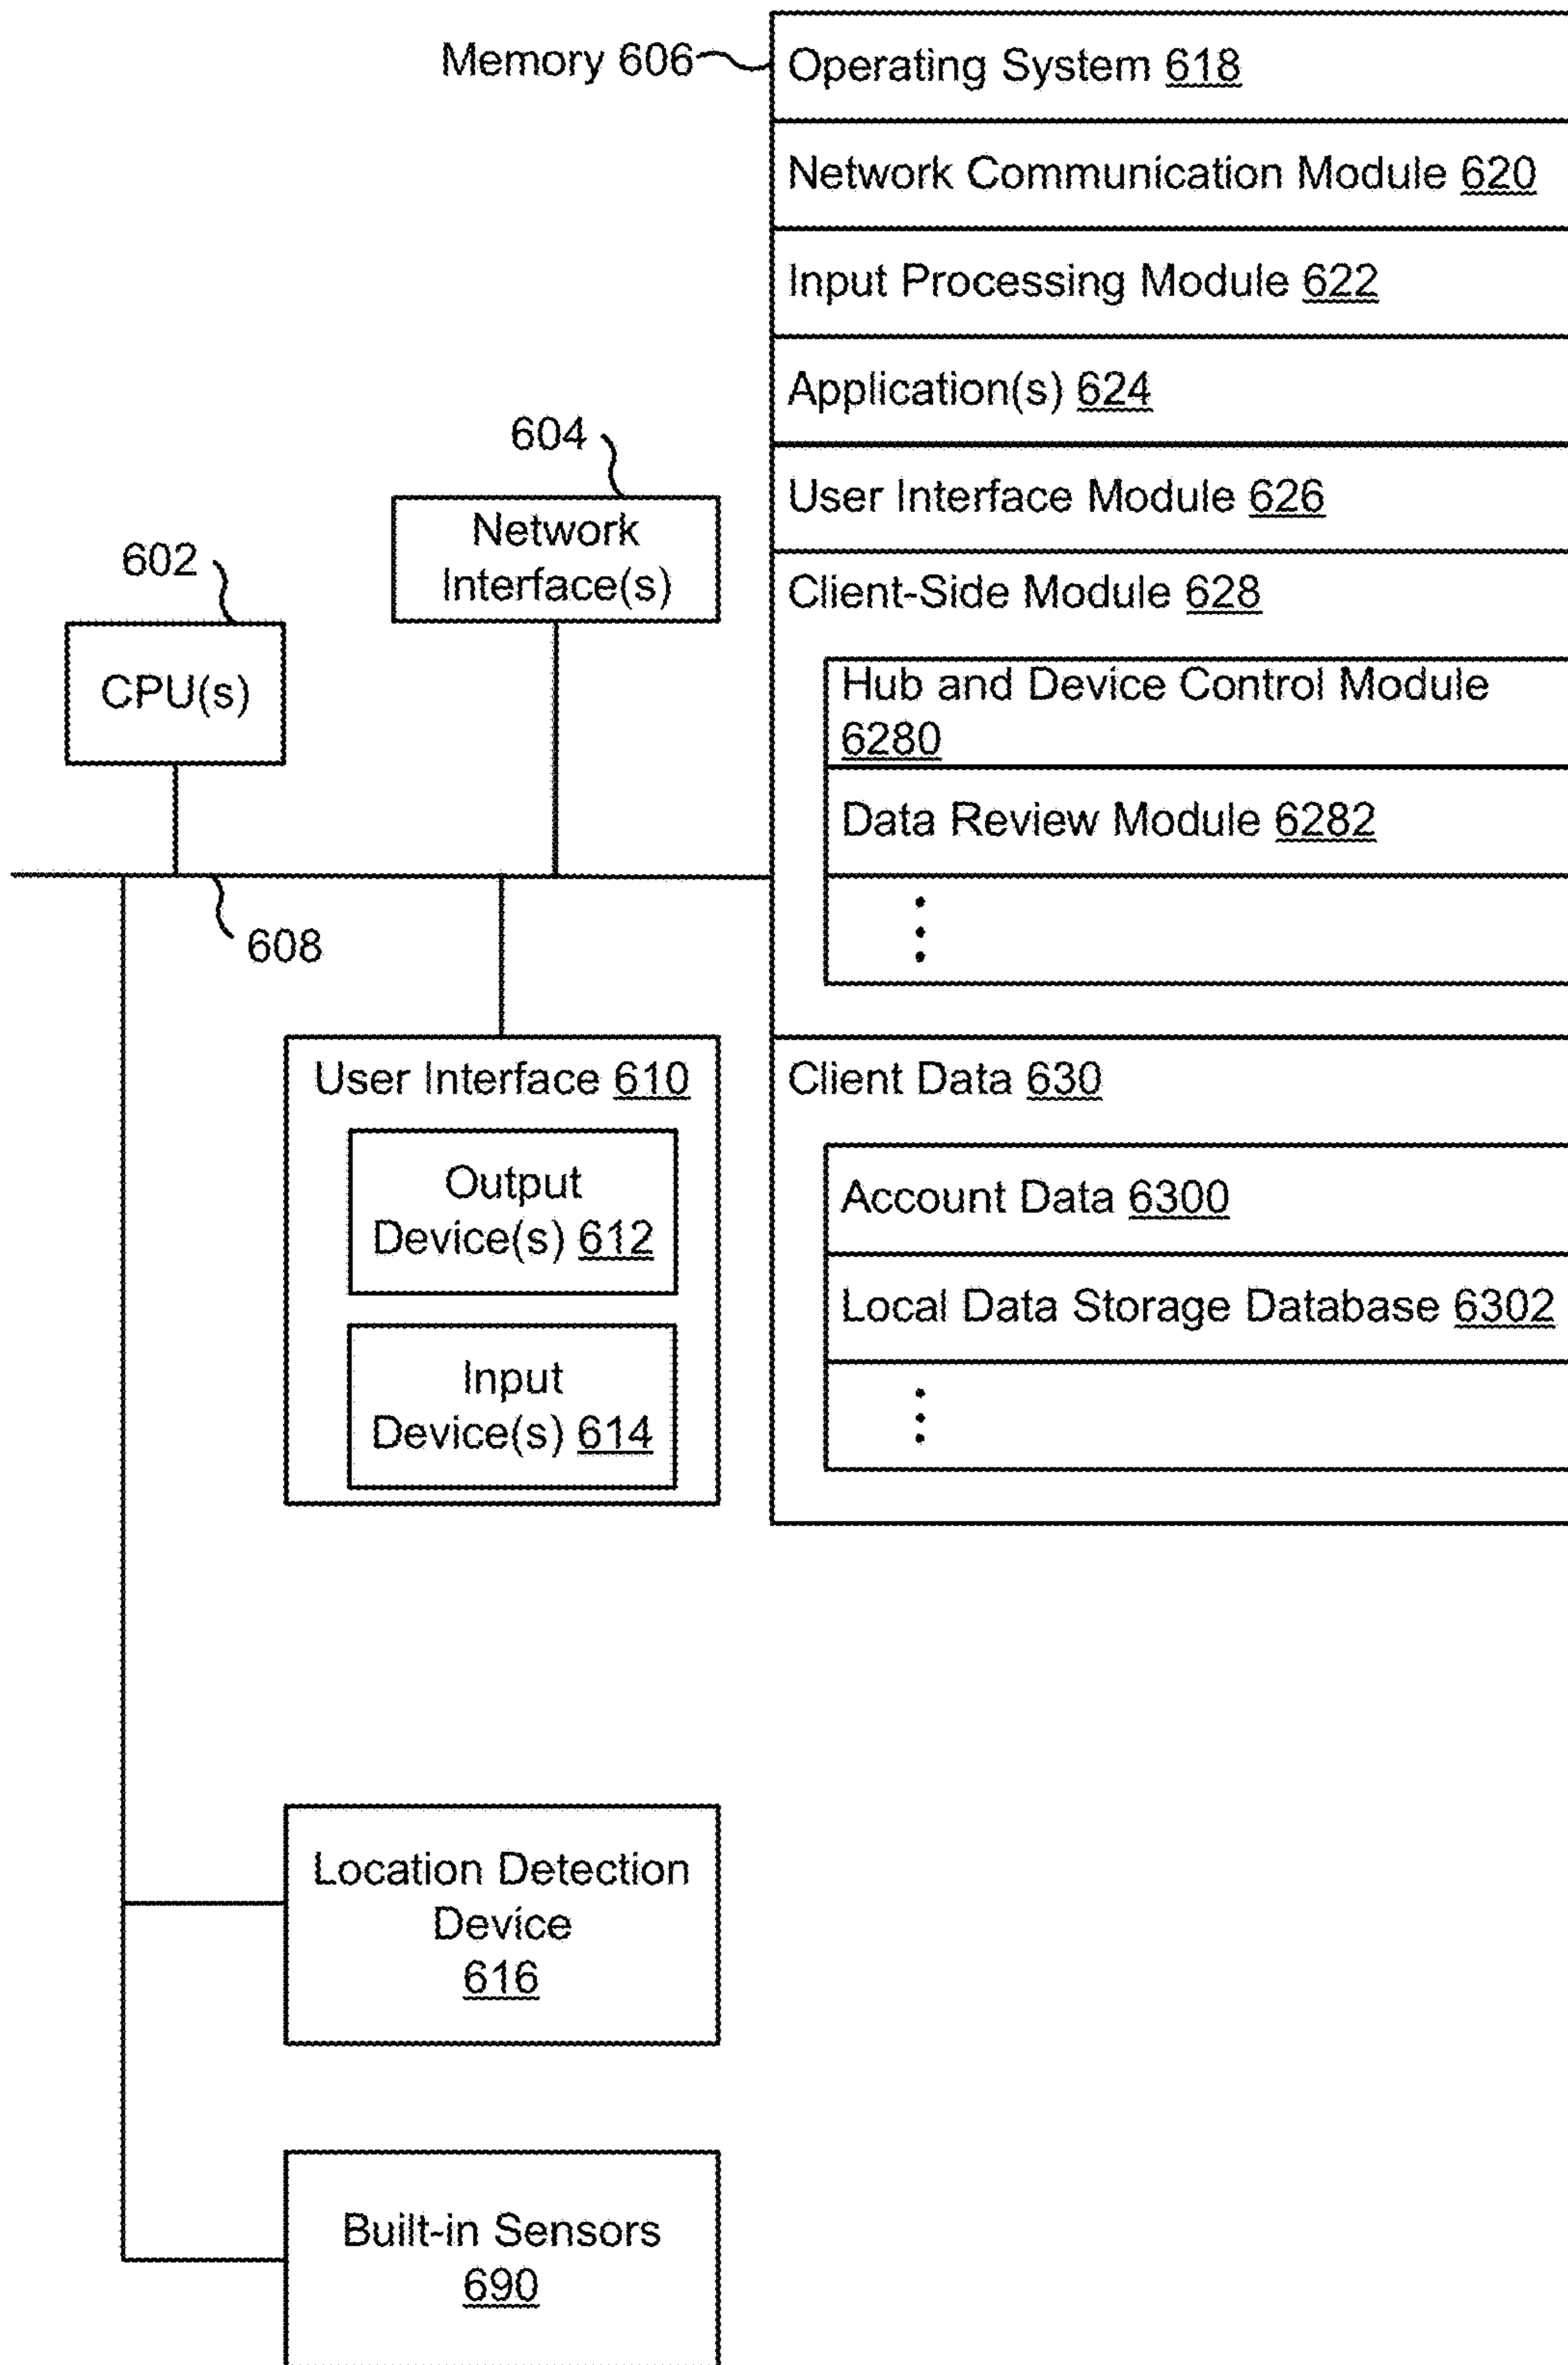 Memory 606
Operating System 618
Network Communication Module 620
Input Processing Module 622
Application(s) 624
User Interface Module 626
Client-Side Module 628
Hub and Device Control Module
6280
Data Review Module 6282
604
Network
Interface(s)
602
CPU(s)
608
User Interface 610
Output
Device(s) 612
Input
Device(s) 614
Client Data 630
Account Data 6300
Local Data Storage Database 6302
Location Detection
Device
616
Built-in Sensors
690